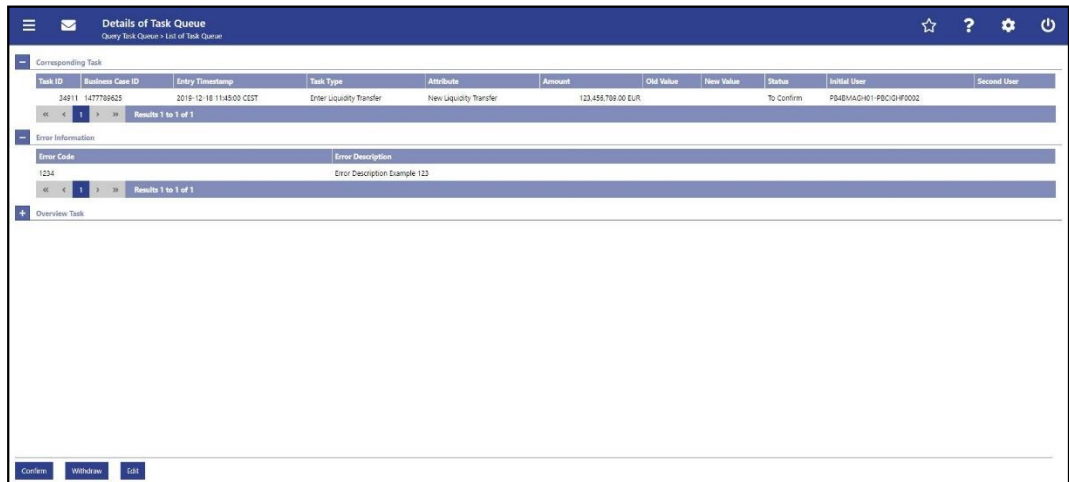 Details of Task Queue
Query Task Queue > List of Task Queue
Corresponding Task
Task ID Business Case ID Entry Timestamp Task Type Attribute Amount Old Value New Value Status Initial User Second User
34911 1477789625 2019-12-18 11:45:00 CEST Enter Liquidity Transfer New Liquidity Transfer 123,456,789.00 EUR To Confirm PB4BMAGH01-PBCIGHF0002
« < 1 > » Results 1 to 1 of 1
Error Information
Error Code Error Description
1234 Error Description Example 123
« < 1 > » Results 1 to 1 of 1
Overview Task
Confirm Withdraw Edit